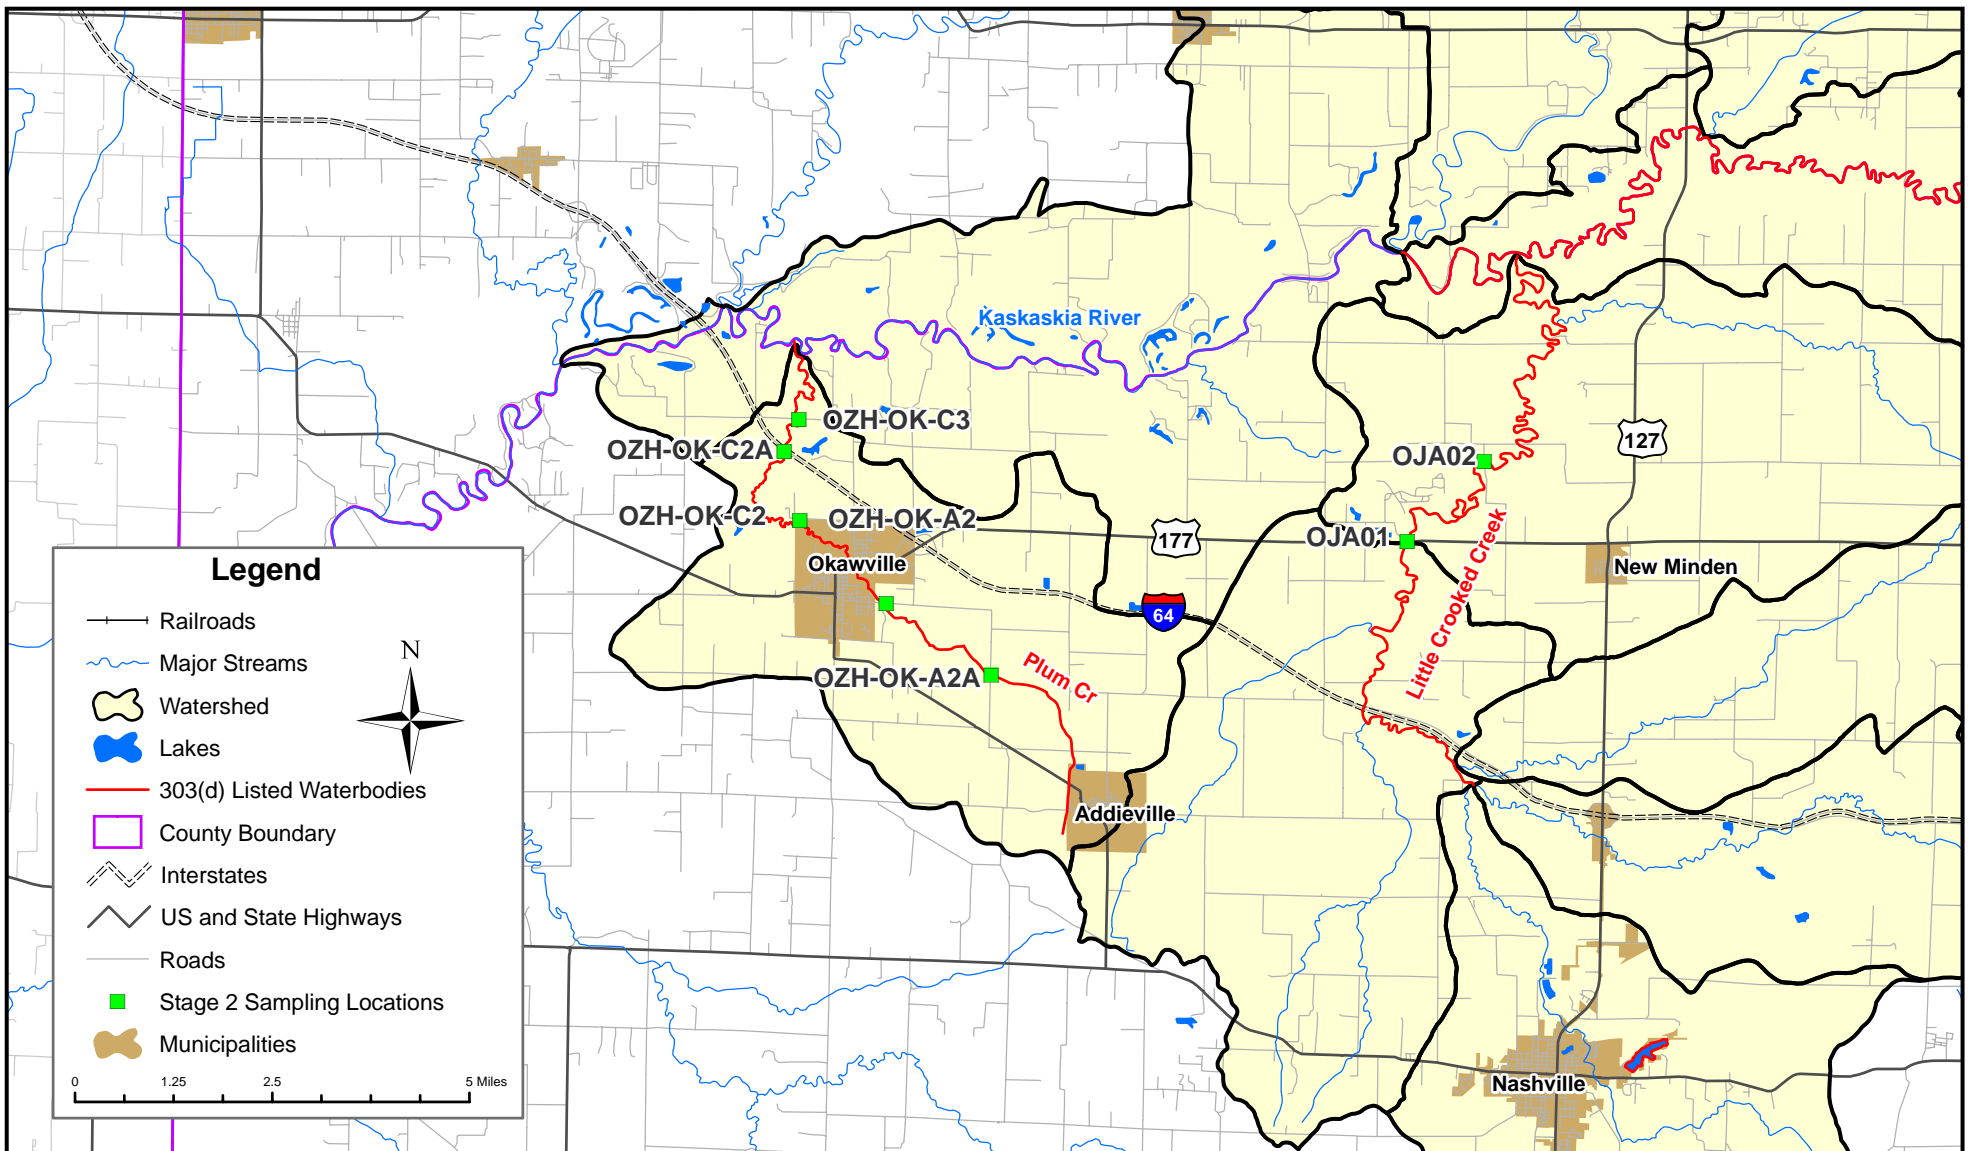 Kaskaskia River
OZH-OK-C3
OZH-OK-C2A
OJA02
127
OZH-OK-C2
OZH-OK-A2
177
OJA01
Okawville
New Minden
Little Crooked Creek
64
Plum Cr
OZH-OK-A2A
Addieville
Nashville
Legend
Railroads
Major Streams
Watershed
Lakes
303(d) Listed Waterbodies
County Boundary
Interstates
US and State Highways
Roads
Stage 2 Sampling Locations
Municipalities
N
0 1.25 2.5 5 Miles